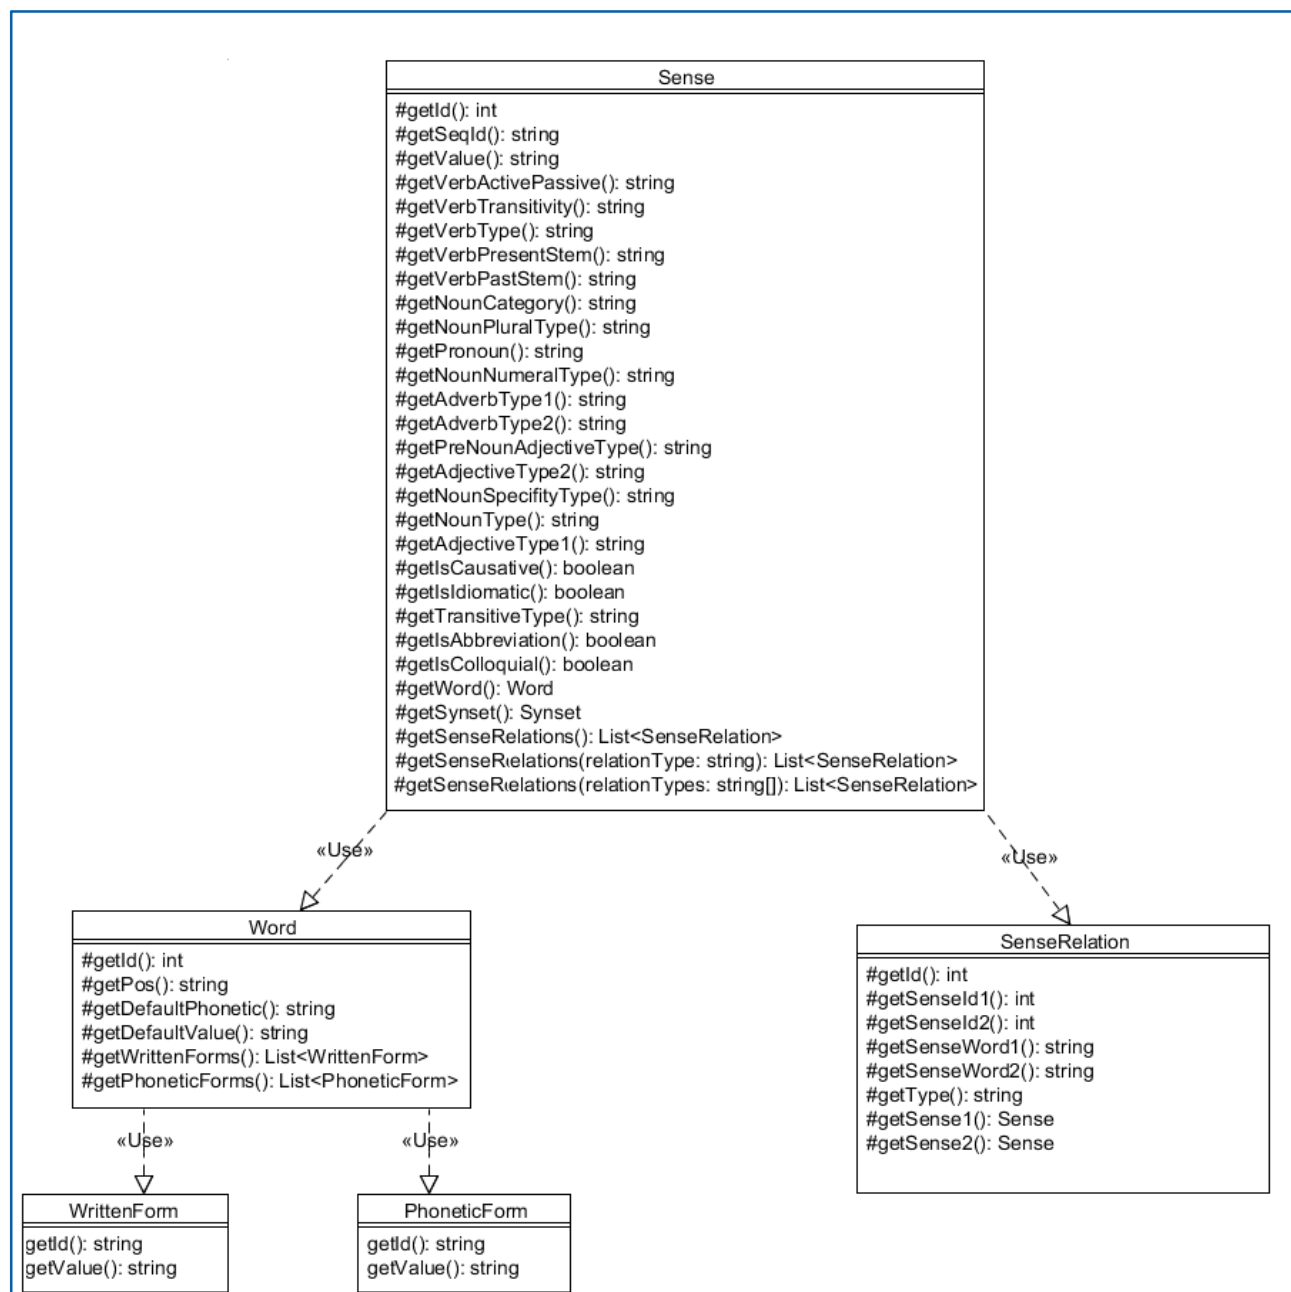 Sense
#getId(): int
#getSeqId(): string
#getValue(): string
#getVerbActivePassive(): string
#getVerbTransitivity(): string
#getVerbType(): string
#getVerbPresentStem(): string
#getVerbPastStem(): string
#getNounCategory(): string
#getNounPluralType(): string
#getPronoun(): string
#getNounNumeralType(): string
#getAdverbType1(): string
#getAdverbType2(): string
#getPreNounAdjectiveType(): string
#getAdjectiveType2(): string
#getNounSpecifityType(): string
#getNounType(): string
#getAdjectiveType1(): string
#getIsCausative(): boolean
#getIsIdiomatic(): boolean
#getTransitiveType(): string
#getIsAbbreviation(): boolean
#getIsColloquial(): boolean
#getWord(): Word
#getSynset(): Synset
#getSenseRelations(): List<SenseRelation>
#getSenseRelations(relationType: string): List<SenseRelation>
#getSenseRelations(relationTypes: string[]): List<SenseRelation>
«Use»
«Use»
Word
#getId(): int
#getPos(): string
#getDefaultPhonetic(): string
#getDefaultValue(): string
#getWrittenForms(): List<WrittenForm>
#getPhoneticForms(): List<PhoneticForm>
SenseRelation
#getId(): int
#getSenseId1(): int
#getSenseId2(): int
#getSenseWord1(): string
#getSenseWord2(): string
#getType(): string
#getSense1(): Sense
#getSense2(): Sense
«Use»
«Use»
WrittenForm
getId(): string
getValue(): string
PhoneticForm
getId(): string
getValue(): string